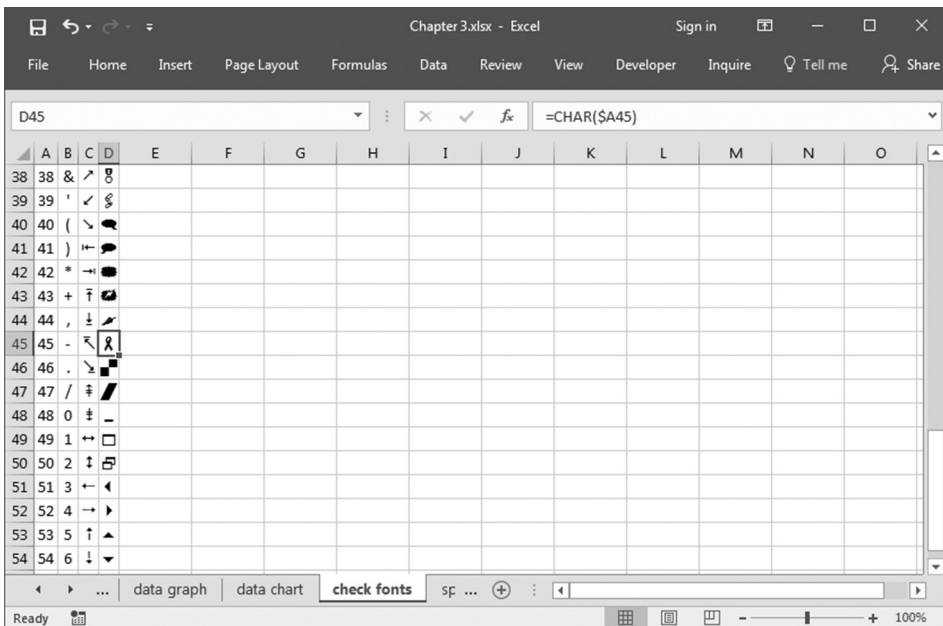 Chapter 3.xlsx - Excel Sign in
File Home Insert Page Layout Formulas Data Review View Developer Inquire Tell me Share
D45 fx =CHAR($A45)
A B C D E F G H I J K L M N O
38 38 & ↗
39 39 ' ↙
40 40 ( ↘
41 41 ) ⇤
42 42 * ⇥
43 43 + ⤒
44 44 , ⤓
45 45 - ↖
46 46 . ↘
47 47 / ⇞
48 48 0 ⇟
49 49 1 ↔
50 50 2 ↕
51 51 3 ←
52 52 4 →
53 53 5 ↑
54 54 6 ↓
... data graph data chart check fonts sp ...
Ready 100%